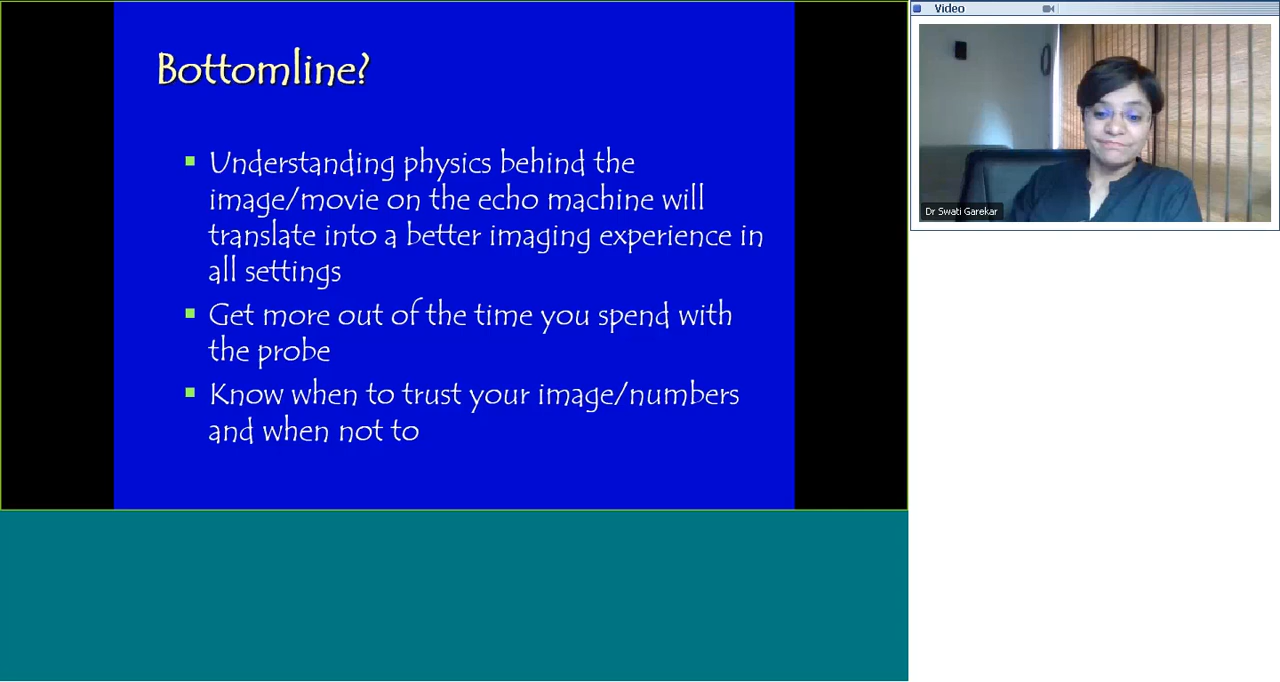 Bottomline?
Understanding physics behind the
image/movie on the echo machine will
translate into a better imaging experience in
all settings
Get more out of the time you spend with
the probe
Know when to trust your image/numbers
and when not to
Video
Dr Swati Garekar